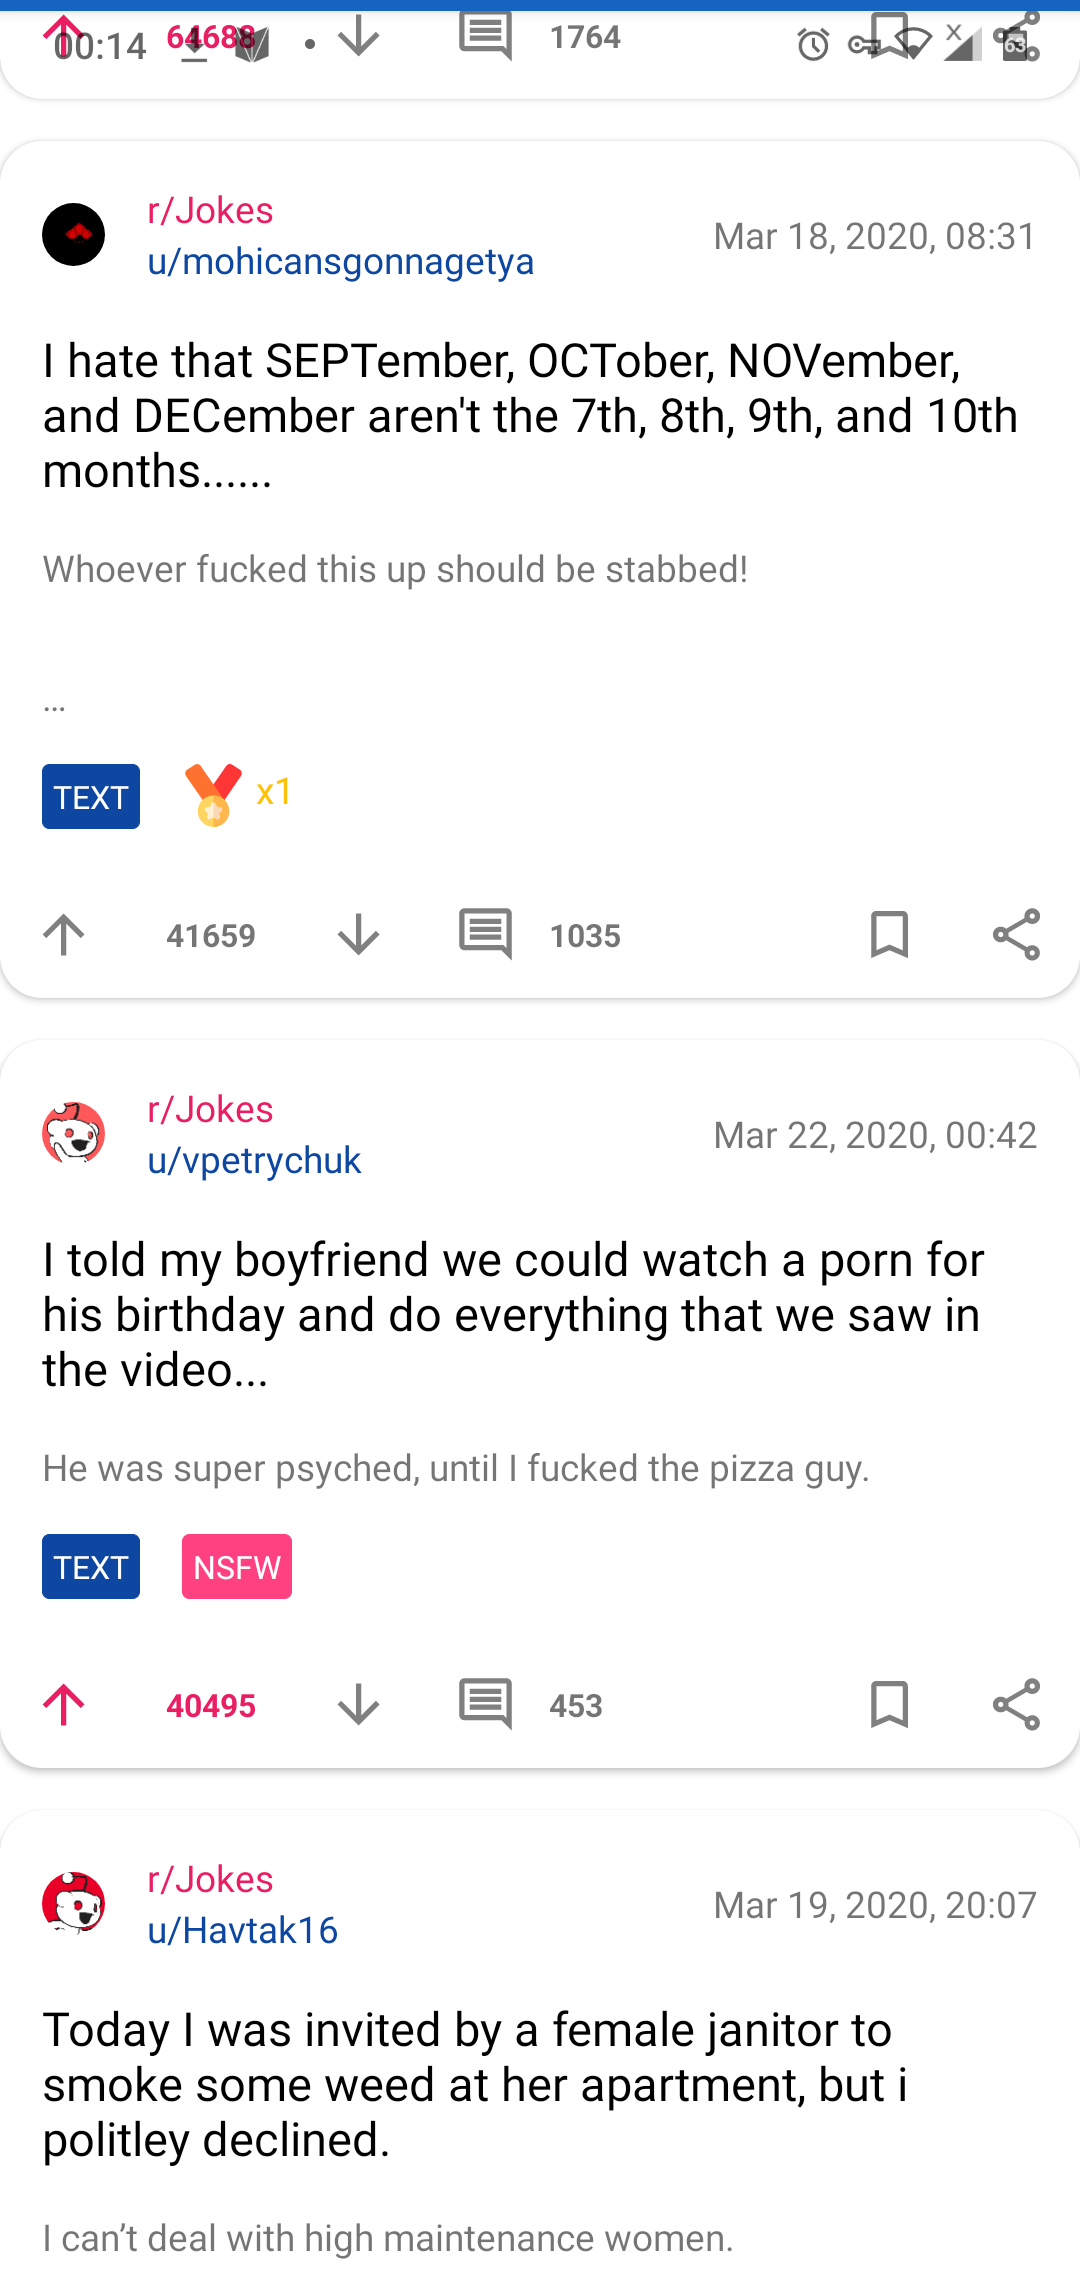 00:14 64688 1764 63
r/Jokes
u/mohicansgonnagetya
Mar 18, 2020, 08:31
I hate that SEPTember, OCTober, NOVember,
and DECember aren't the 7th, 8th, 9th, and 10th
months......
Whoever fucked this up should be stabbed!
...
TEXT x1
41659 1035
r/Jokes
u/vpetrychuk
Mar 22, 2020, 00:42
I told my boyfriend we could watch a porn for
his birthday and do everything that we saw in
the video...
He was super psyched, until I fucked the pizza guy.
TEXT NSFW
40495 453
r/Jokes
u/Havtak16
Mar 19, 2020, 20:07
Today I was invited by a female janitor to
smoke some weed at her apartment, but i
politley declined.
I can’t deal with high maintenance women.